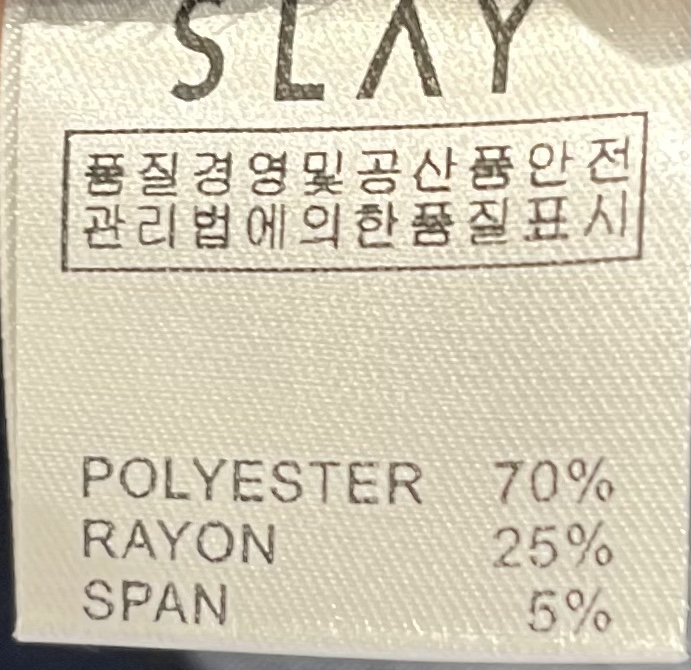 SLAY
품질경영및공산품안전
관리법에의한품질표시
POLYESTER 70%
RAYON 25%
SPAN 5%